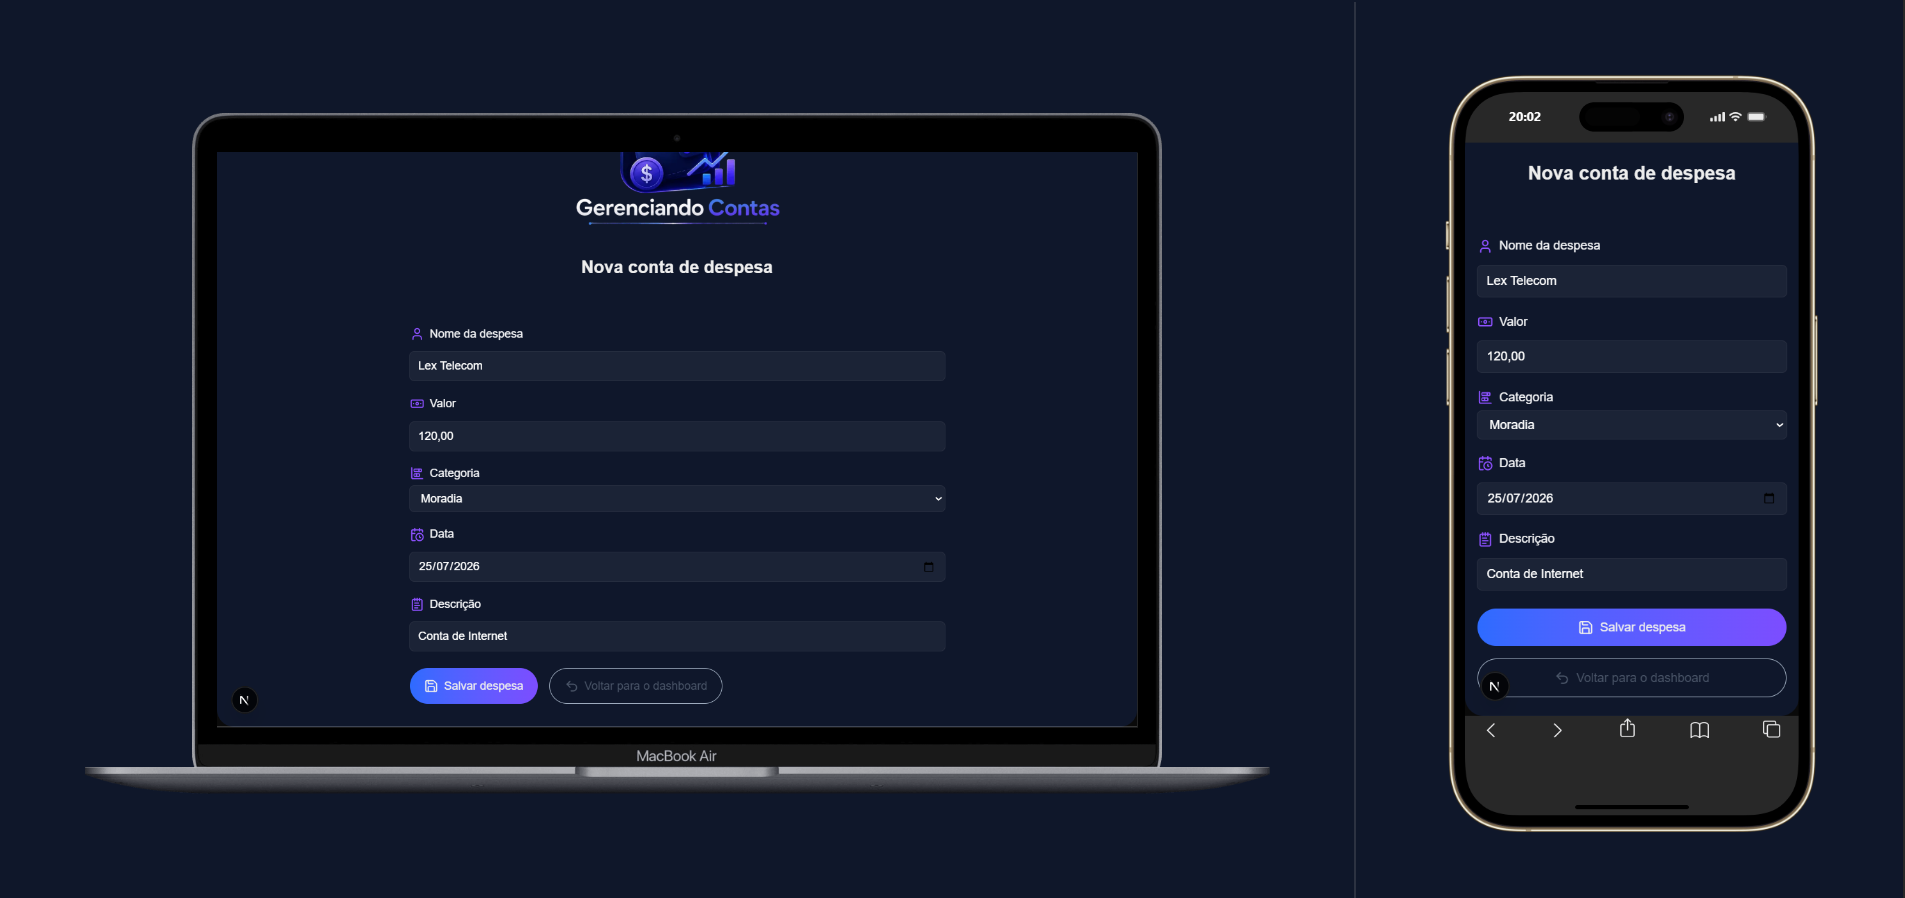 $
Gerenciando Contas
Nova conta de despesa
Nome da despesa
Lex Telecom
Valor
120,00
Categoria
Moradia
Data
25/07/2026
Descrição
Conta de Internet
Salvar despesa
Voltar para o dashboard
N
MacBook Air
20:02
Nova conta de despesa
Nome da despesa
Lex Telecom
Valor
120,00
Categoria
Moradia
Data
25/07/2026
Descrição
Conta de Internet
Salvar despesa
Voltar para o dashboard
N